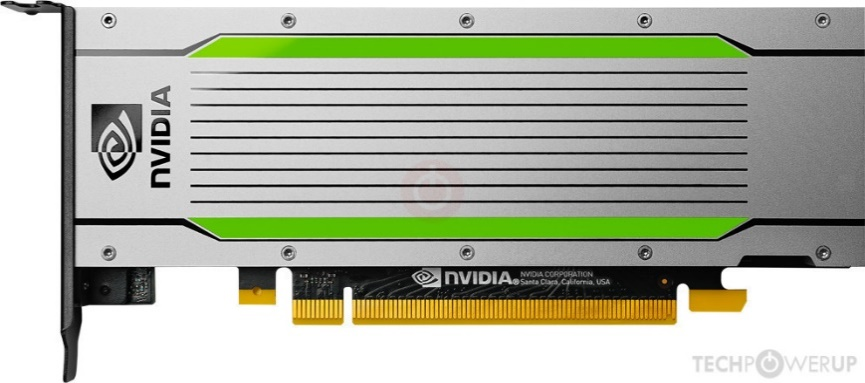 NVIDIA
NVIDIA®
NVIDIA CORPORATION
Santa Clara, California, USA
TECHPOWERUP